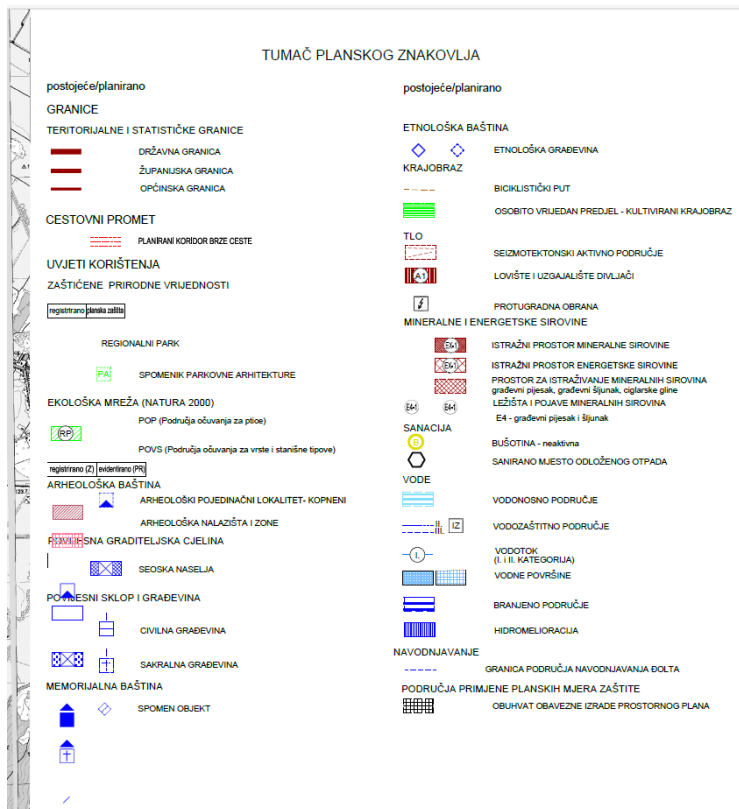 TUMAČ PLANSKOG ZNAKOVLJA
postojeće/planirano
GRANICE
TERITORIJALNE I STATISTIČKE GRANICE
DRŽAVNA GRANICA
ŽUPANIJSKA GRANICA
OPĆINSKA GRANICA
CESTOVNI PROMET
PLANIRANI KORIDOR BRZE CESTE
UVJETI KORIŠTENJA
ZAŠTIĆENE PRIRODNE VRIJEDNOSTI
registrirano planska zaštita
REGIONALNI PARK
PA SPOMENIK PARKOVNE ARHITEKTURE
EKOLOŠKA MREŽA (NATURA 2000)
POP (Područja očuvanja za ptice)
RP
POVS (Područja očuvanja za vrste i stanišne tipove)
registrirano (Z) evidentirano (PR)
ARHEOLOŠKA BAŠTINA
ARHEOLOŠKI POJEDINAČNI LOKALITET- KOPNENI
ARHEOLOŠKA NALAZIŠTA I ZONE
POVIJESNA GRADITELJSKA CJELINA
SEOSKA NASELJA
POVIJESNI SKLOP I GRAĐEVINA
CIVILNA GRAĐEVINA
SAKRALNA GRAĐEVINA
MEMORIJALNA BAŠTINA
SPOMEN OBJEKT
postojeće/planirano
ETNOLOŠKA BAŠTINA
ETNOLOŠKA GRAĐEVINA
KRAJOBRAZ
BICIKLISTIČKI PUT
OSOBITO VRIJEDAN PREDJEL - KULTIVIRANI KRAJOBRAZ
TLO
SEIZMOTEKTONSKI AKTIVNO PODRUČJE
A1 LOVIŠTE I UZGAJALIŠTE DIVLJAČI
PROTUGRADNA OBRANA
MINERALNE I ENERGETSKE SIROVINE
E4-1 ISTRAŽNI PROSTOR MINERALNE SIROVINE
E4-1 ISTRAŽNI PROSTOR ENERGETSKE SIROVINE
PROSTOR ZA ISTRAŽIVANJE MINERALNIH SIROVINA
građevni pijesak, građevni šljunak, ciglarske gline
E4-1 E4-1 LEŽIŠTA I POJAVE MINERALNIH SIROVINA
E4 - građevni pijesak i šljunak
SANACIJA
B BUŠOTINA - neaktivna
SANIRANO MJESTO ODLOŽENOG OTPADA
VODE
VODONOSNO PODRUČJE
II. III. IZ VODOZAŠTITNO PODRUČJE
I. VODOTOK
(I. i II. KATEGORIJA)
VODNE POVRŠINE
BRANJENO PODRUČJE
HIDROMELIORACIJA
NAVODNJAVANJE
GRANICA PODRUČJA NAVODNJAVANJA ĐOLTA
PODRUČJA PRIMJENE PLANSKIH MJERA ZAŠTITE
OBUHVAT OBAVEZNE IZRADE PROSTORNOG PLANA